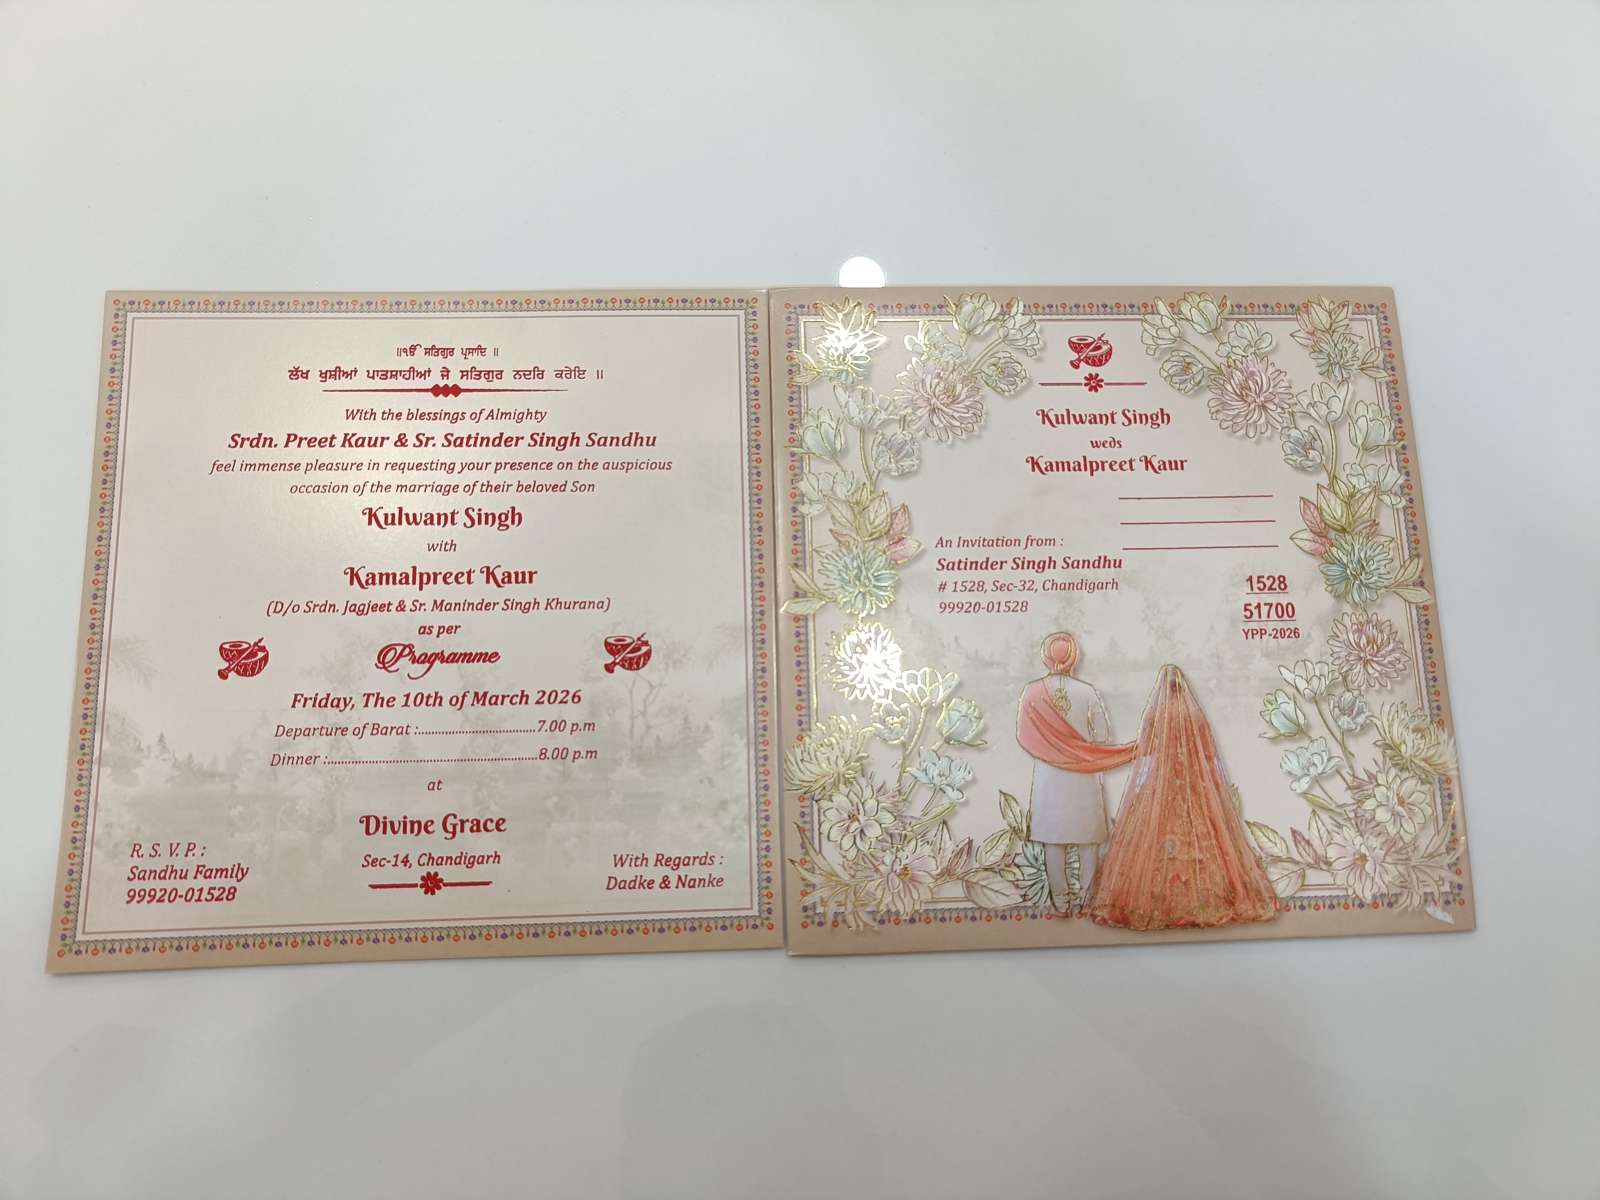 ॥ੴ ਸਤਿਗੁਰ ਪ੍ਰਸਾਦਿ ॥
ਲੱਖ ਖੁਸ਼ੀਆਂ ਪਾਤਸ਼ਾਹੀਆਂ ਜੇ ਸਤਿਗੁਰ ਨਦਰਿ ਕਰੇਇ ॥
With the blessings of Almighty
Srdn. Preet Kaur & Sr. Satinder Singh Sandhu
feel immense pleasure in requesting your presence on the auspicious
occasion of the marriage of their beloved Son
Kulwant Singh
with
Kamalpreet Kaur
(D/o Srdn. Jagjeet & Sr. Maninder Singh Khurana)
as per
Pragramme
Friday, The 10th of March 2026
Departure of Barat :..................................7.00 p.m
Dinner :.............................................................8.00 p.m
at
Divine Grace
Sec-14, Chandigarh
R. S. V. P. :
Sandhu Family
99920-01528
With Regards :
Dadke & Nanke
Kulwant Singh
weds
Kamalpreet Kaur
An Invitation from :
Satinder Singh Sandhu
# 1528, Sec-32, Chandigarh
99920-01528
1528
51700
YPP-2026